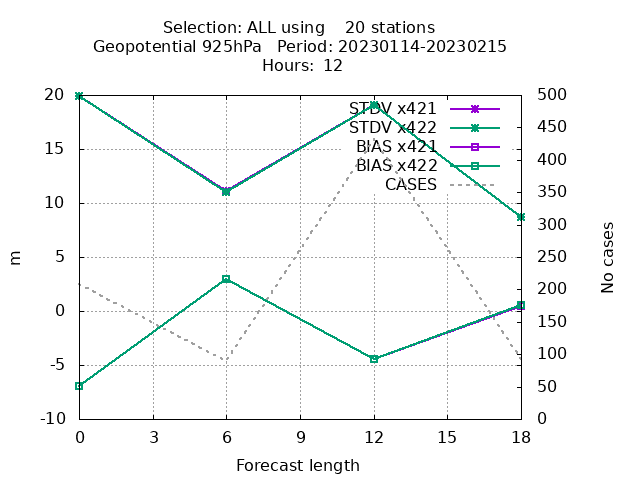 Selection: ALL using    20 stations
Geopotential 925hPa   Period: 20230114-20230215
Hours:  12
20
15
10
5
0
-5
-10
m
500
450
400
350
300
250
200
150
100
50
0
No cases
STDV x421
STDV x422
BIAS x421
BIAS x422
CASES
0 3 6 9 12 15 18
Forecast length